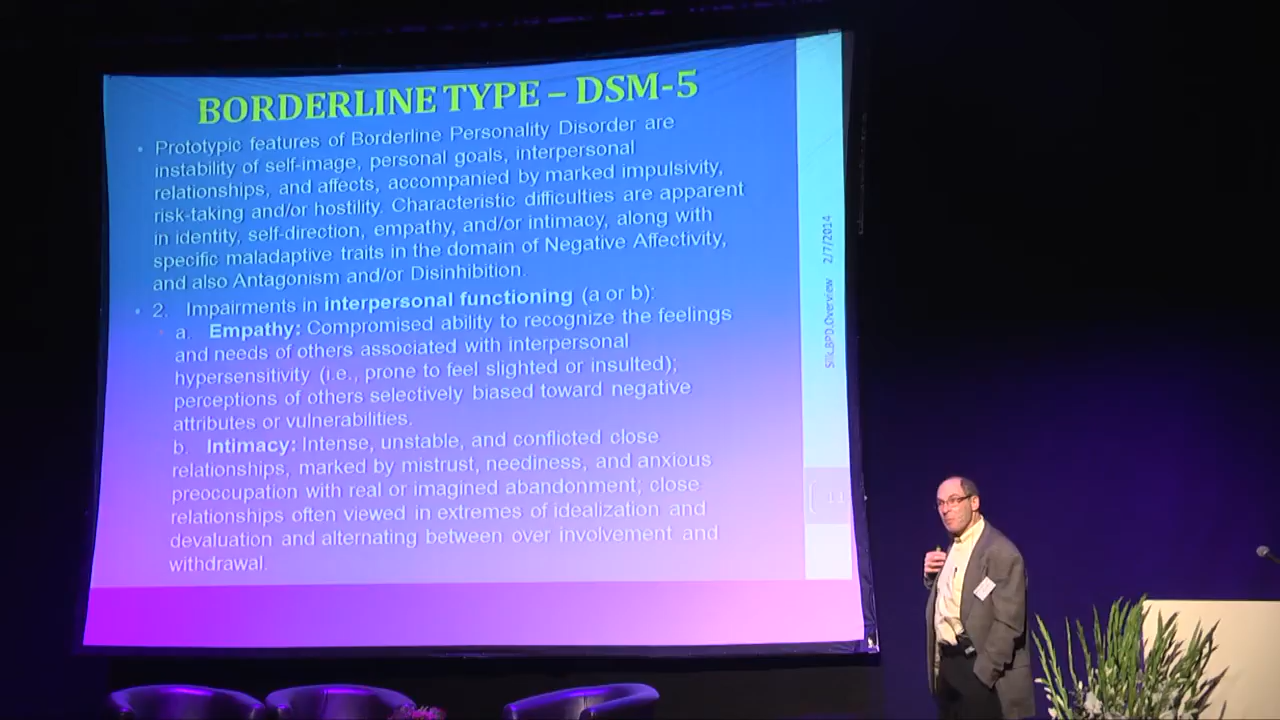 BORDERLINE TYPE – DSM-5
• Prototypic features of Borderline Personality Disorder are
instability of self-image, personal goals, interpersonal
relationships, and affects, accompanied by marked impulsivity,
risk-taking and/or hostility. Characteristic difficulties are apparent
in identity, self-direction, empathy, and/or intimacy, along with
specific maladaptive traits in the domain of Negative Affectivity,
and also Antagonism and/or Disinhibition.
• 2. Impairments in interpersonal functioning (a or b):
• a. Empathy: Compromised ability to recognize the feelings
and needs of others associated with interpersonal
hypersensitivity (i.e., prone to feel slighted or insulted);
perceptions of others selectively biased toward negative
attributes or vulnerabilities.
b. Intimacy: Intense, unstable, and conflicted close
relationships, marked by mistrust, neediness, and anxious
preoccupation with real or imagined abandonment; close
relationships often viewed in extremes of idealization and
devaluation and alternating between over involvement and
withdrawal.
Silk.BPD.Overview 2/7/2014